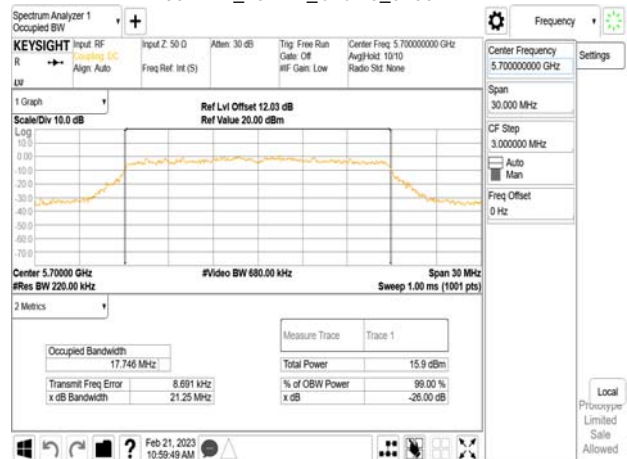 Spectrum Analyzer 1
Occupied BW
Frequency
KEYSIGHT
Input: RF
Coupling: DC
Align: Auto
Input Z: 50 Ω
Freq Ref: Int (S)
Atten: 30 dB
Trig: Free Run
Gate: Off
#IF Gain: Low
Center Freq: 5.700000000 GHz
Avg|Hold: 10/10
Radio Std: None
R
LXI
Center Frequency
5.700000000 GHz
Settings
Span
30.000 MHz
CF Step
3.000000 MHz
Auto
Man
Freq Offset
0 Hz
1 Graph
Scale/Div 10.0 dB
Ref Lvl Offset 12.03 dB
Ref Value 20.00 dBm
Log
10.0
0.00
-10.0
-20.0
-30.0
-40.0
-50.0
-60.0
-70.0
Center 5.70000 GHz
#Res BW 220.00 kHz
#Video BW 680.00 kHz
Span 30 MHz
Sweep 1.00 ms (1001 pts)
2 Metrics
Measure Trace Trace 1
Occupied Bandwidth
17.746 MHz
Total Power 15.9 dBm
Transmit Freq Error 8.691 kHz
% of OBW Power 99.00 %
x dB Bandwidth 21.25 MHz
x dB -26.00 dB
Local
Prototype
Limited
Sale
Allowed
Feb 21, 2023
10:59:49 AM